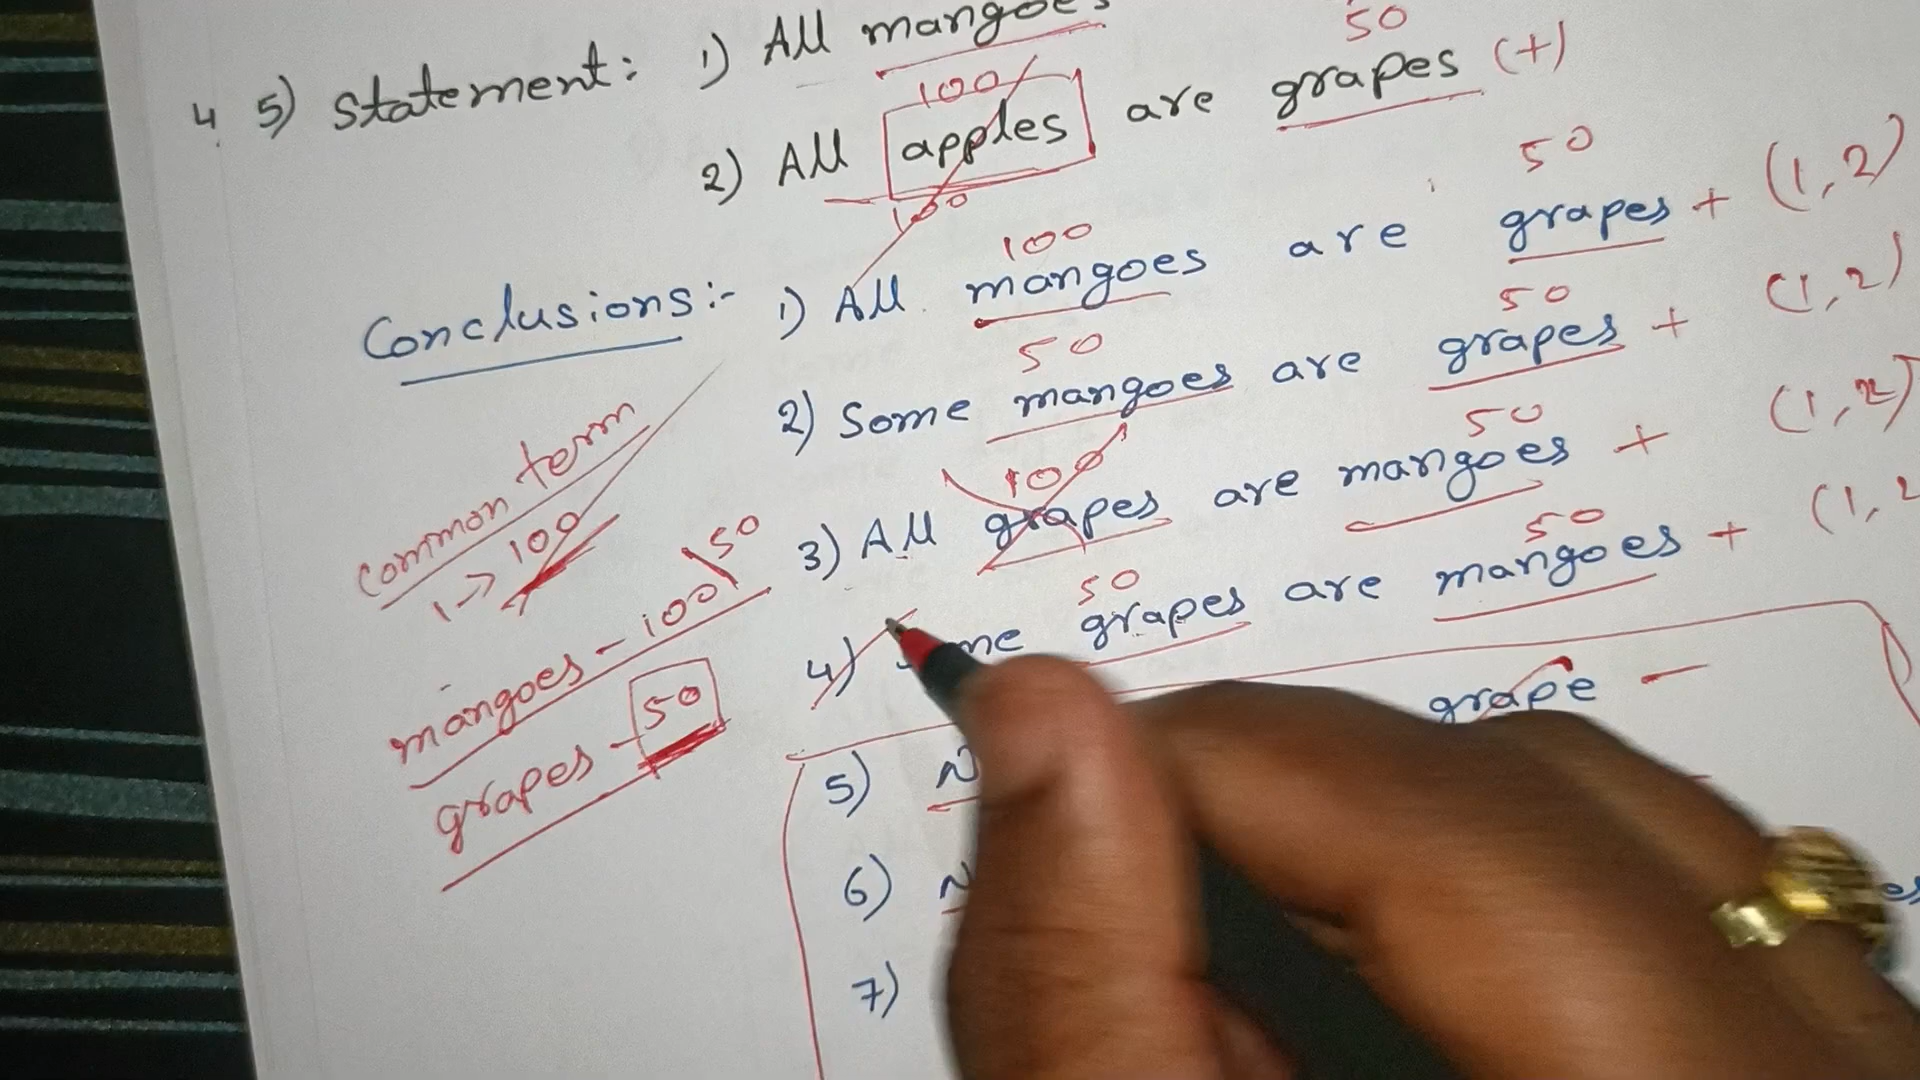 50
4 5) Statement: 1) All mangoes
100
2) All apples are grapes (+)
100
50
100
Conclusions:- 1) All mangoes are grapes + (1,2)
50 50
2) Some mangoes are grapes + (1,2)
common term
100 50
1 -> 100
3) All grapes are mangoes + (1,2)
mangoes - 100 50
50 50
4) me grapes are mangoes + (1,2
grapes - 50
5) N grape -
6) N es
7)